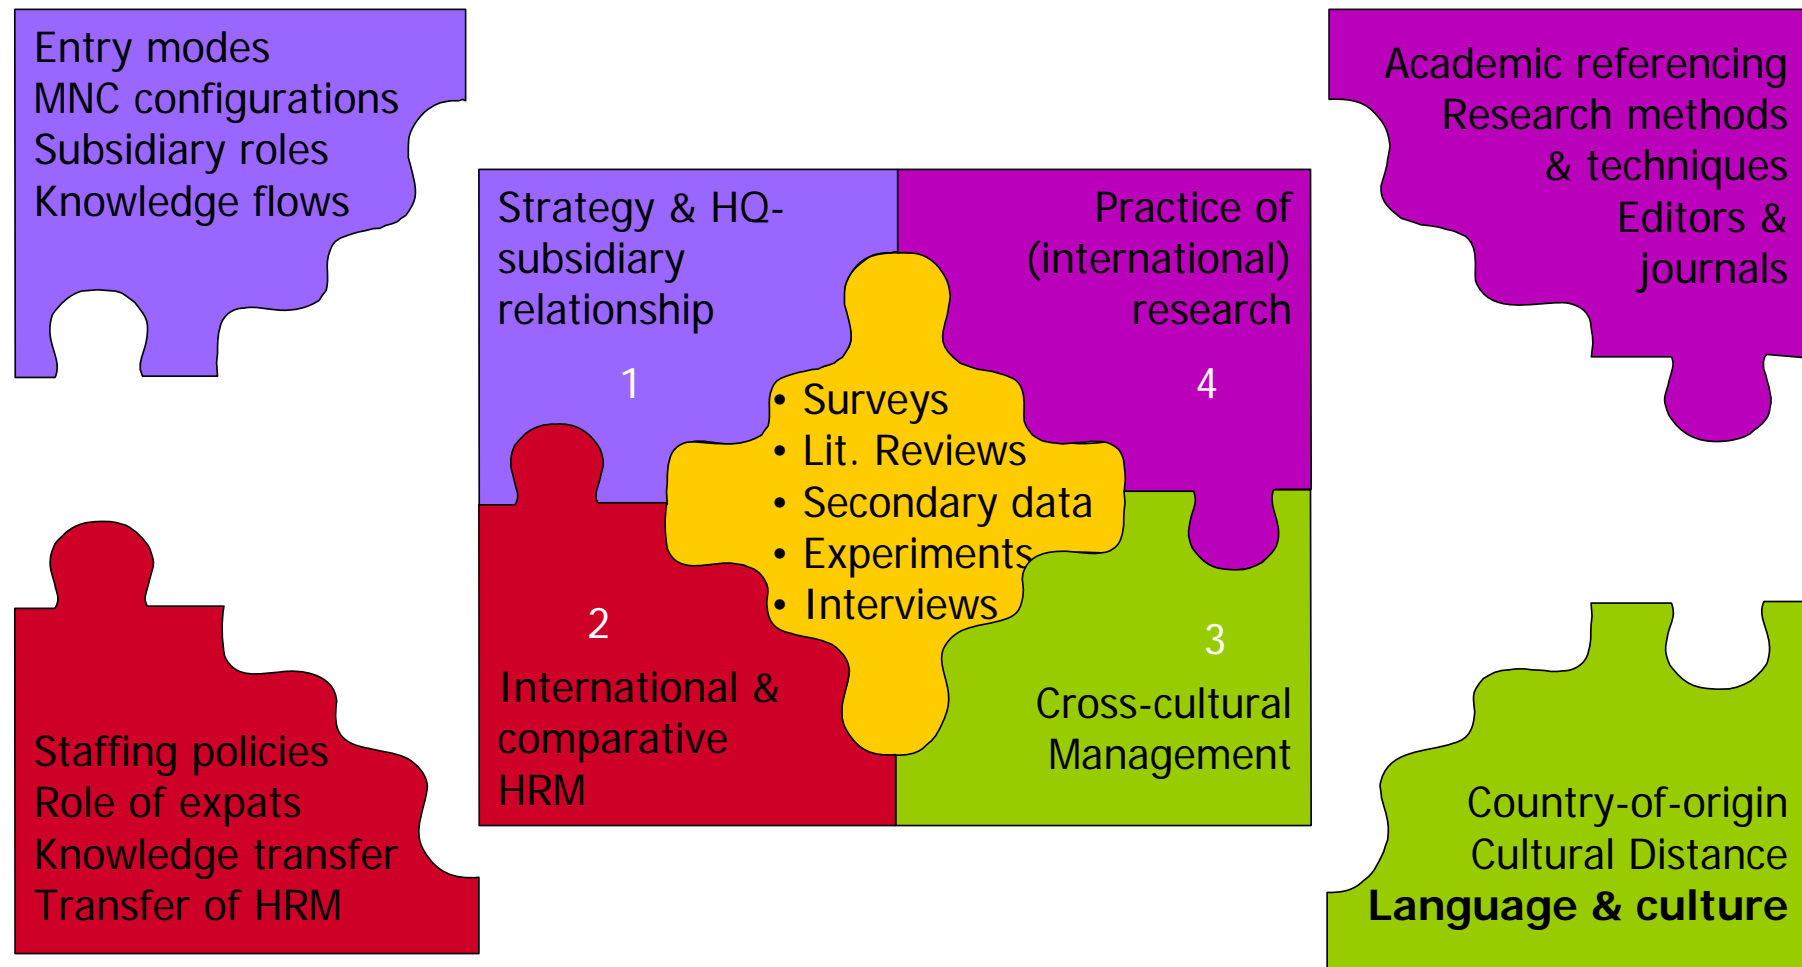 Entry modes
MNC configurations
Subsidiary roles
Knowledge flows
Academic referencing
Research methods
& techniques
Editors &
journals
Strategy & HQ-
subsidiary
relationship
1
Practice of
(international)
research
4
• Surveys
• Lit. Reviews
• Secondary data
• Experiments
• Interviews
2
International &
comparative
HRM
3
Cross-cultural
Management
Staffing policies
Role of expats
Knowledge transfer
Transfer of HRM
Country-of-origin
Cultural Distance
Language & culture